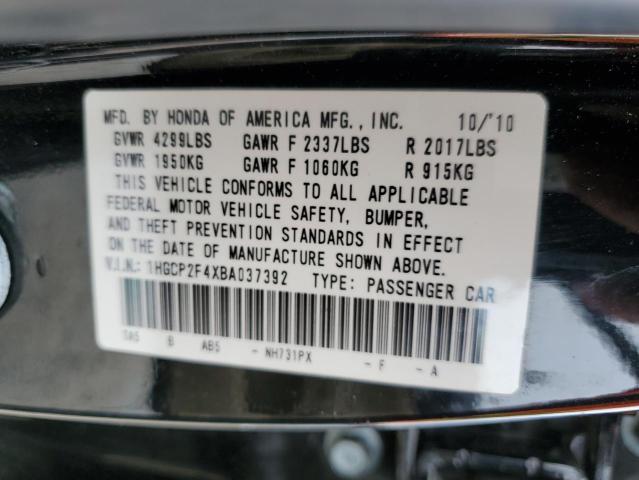 MFD. BY HONDA OF AMERICA MFG., INC. 10/'10
GVWR 4299LBS GAWR F 2337LBS R 2017LBS
GVWR 1950KG GAWR F 1060KG R 915KG
THIS VEHICLE CONFORMS TO ALL APPLICABLE
FEDERAL MOTOR VEHICLE SAFETY, BUMPER,
AND THEFT PREVENTION STANDARDS IN EFFECT
ON THE DATE OF MANUFACTURE SHOWN ABOVE.
V.I.N.: 1HGCP2F4XBA037392 TYPE: PASSENGER CAR
B AB5 - NH731PX - F - A